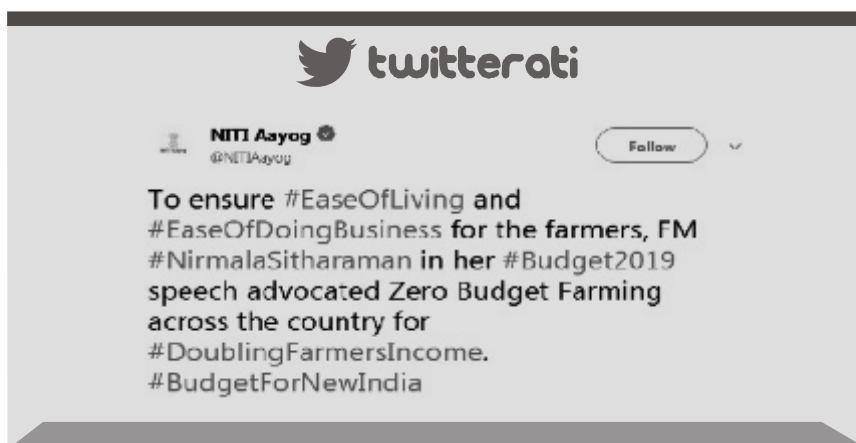 twitterati
NITI Aayog
@NITIAayog
Follow
To ensure #EaseOfLiving and
#EaseOfDoingBusiness for the farmers, FM
#NirmalaSitharaman in her #Budget2019
speech advocated Zero Budget Farming
across the country for
#DoublingFarmersIncome.
#BudgetForNewIndia